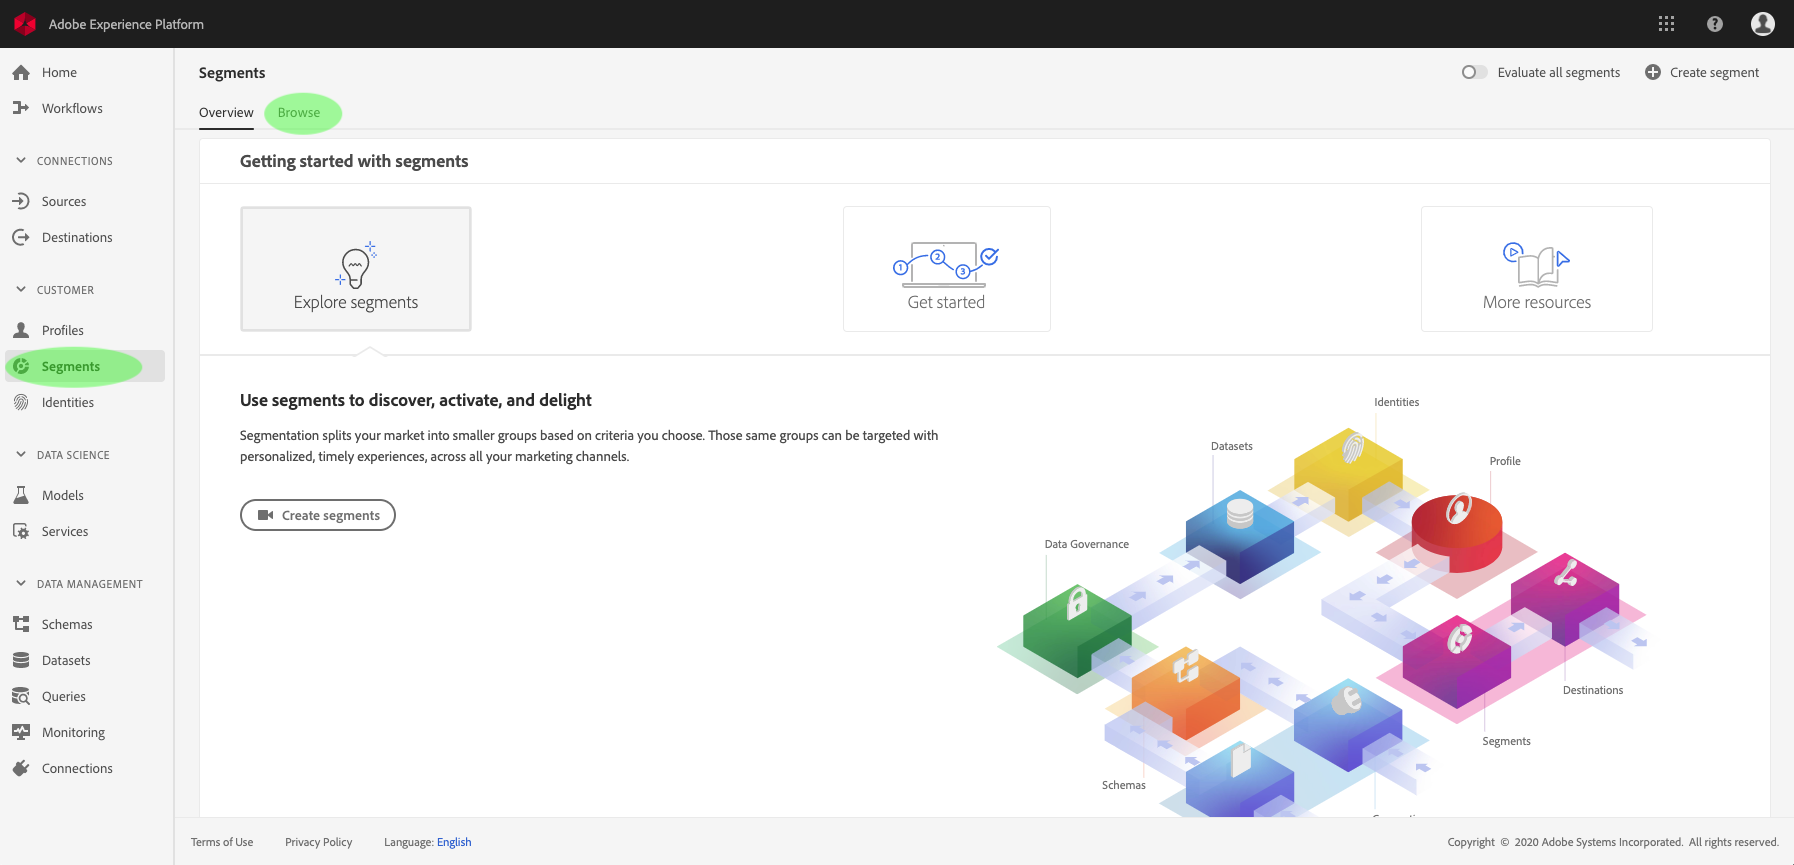 Adobe Experience Platform
Home
Workflows
CONNECTIONS
Sources
Destinations
CUSTOMER
Profiles
Segments
Identities
DATA SCIENCE
Models
Services
DATA MANAGEMENT
Schemas
Datasets
Queries
Monitoring
Connections
Segments
Evaluate all segments
Create segment
Overview
Browse
Getting started with segments
Explore segments
1
2
3
Get started
More resources
Use segments to discover, activate, and delight
Segmentation splits your market into smaller groups based on criteria you choose. Those same groups can be targeted with
personalized, timely experiences, across all your marketing channels.
Create segments
Identities
Datasets
Profile
Data Governance
Destinations
Segments
Schemas
Terms of Use
Privacy Policy
Language: English
Copyright © 2020 Adobe Systems Incorporated. All rights reserved.